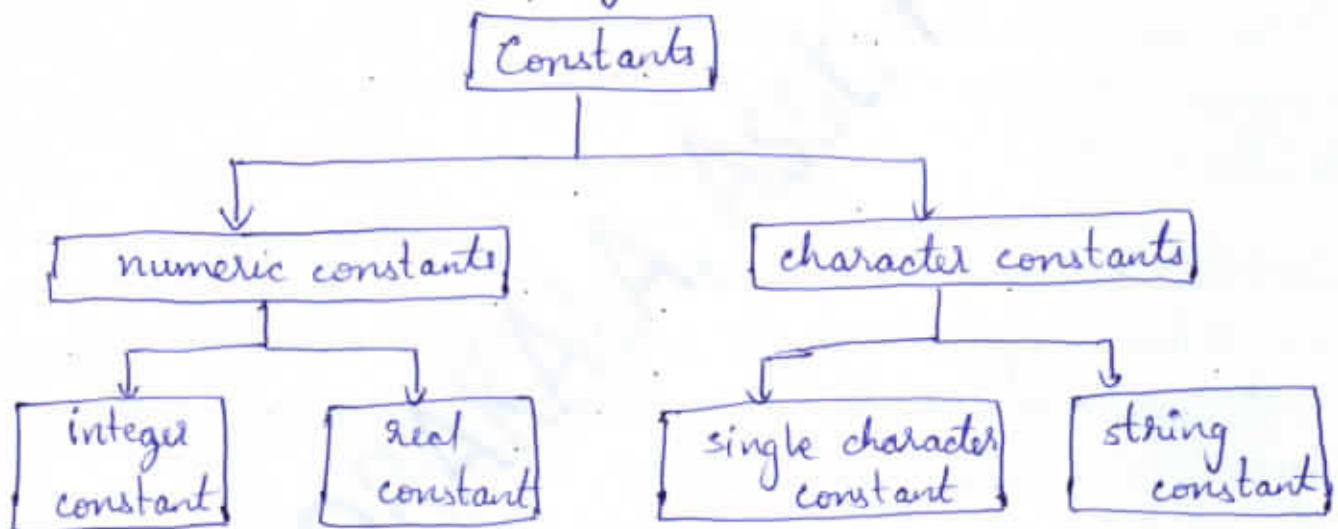 Constants
numeric constants
character constants
integer
constant
real
constant
single character
constant
string
constant